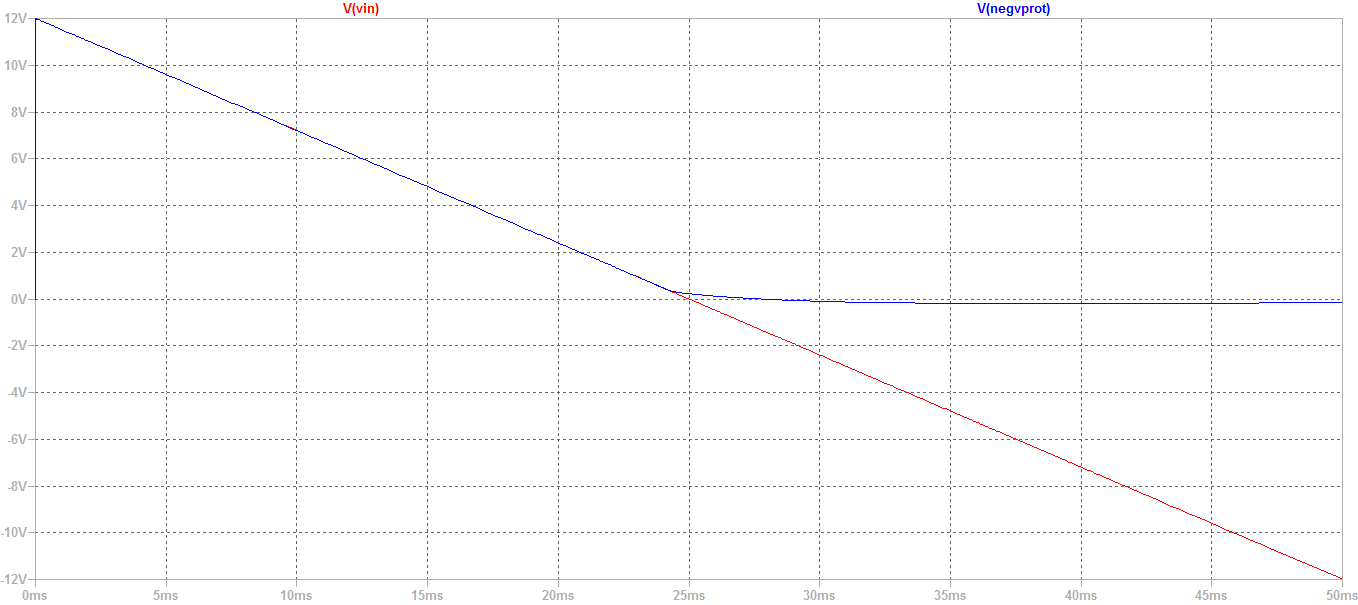 V(vin) V(negvprot)
12V
10V
8V
6V
4V
2V
0V
-2V
-4V
-6V
-8V
-10V
-12V
0ms 5ms 10ms 15ms 20ms 25ms 30ms 35ms 40ms 45ms 50ms